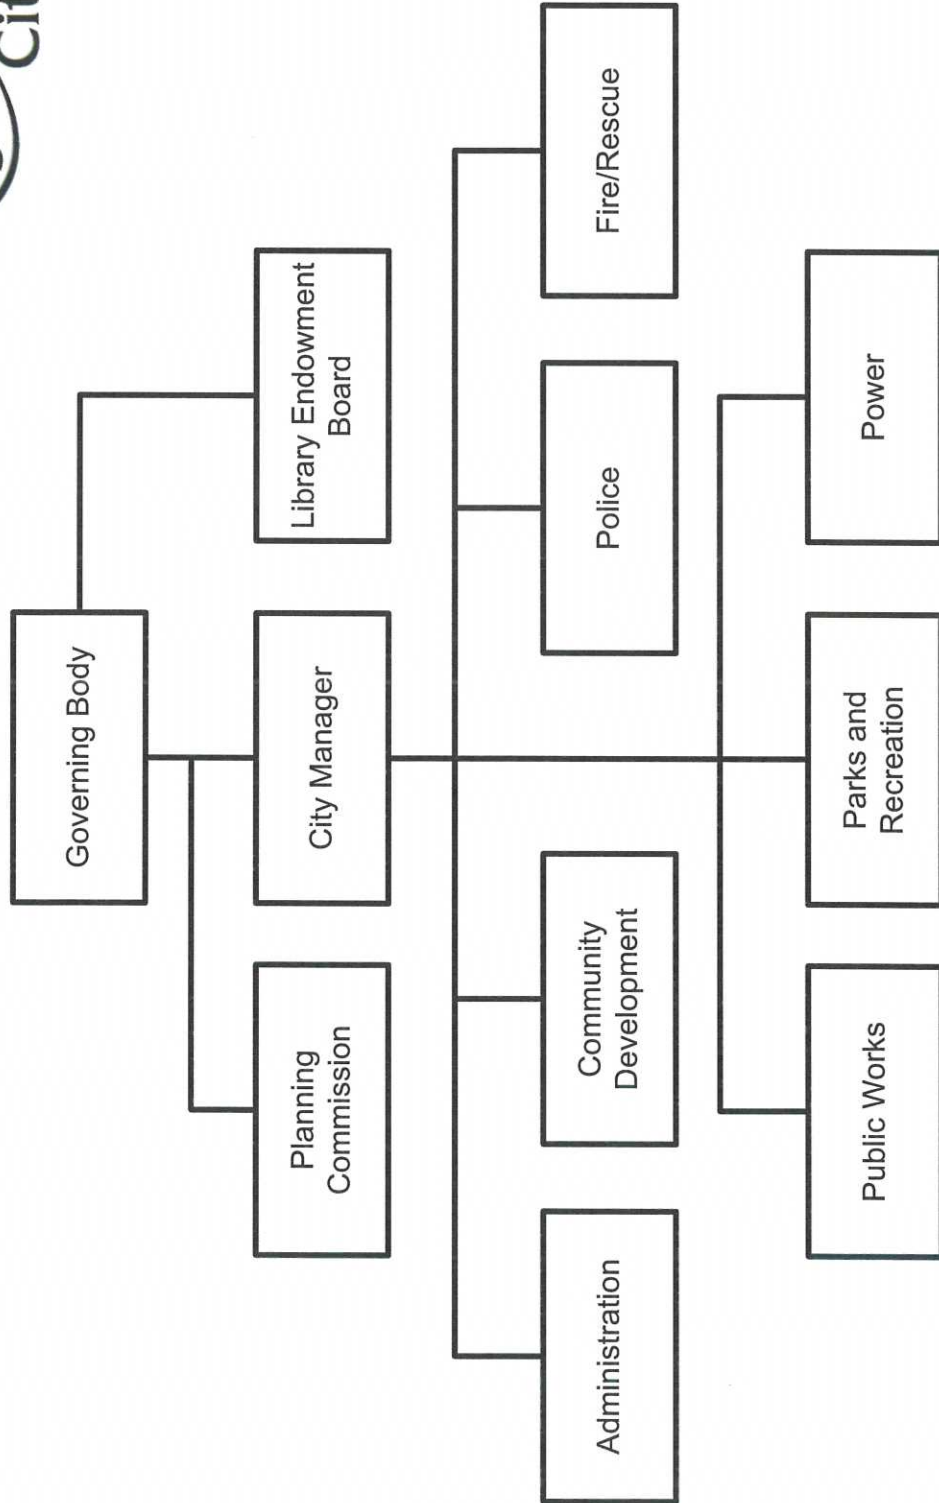 Cit
Governing Body
Planning
Commission
City Manager
Library Endowment
Board
Administration
Community
Development
Police
Fire/Rescue
Public Works
Parks and
Recreation
Power